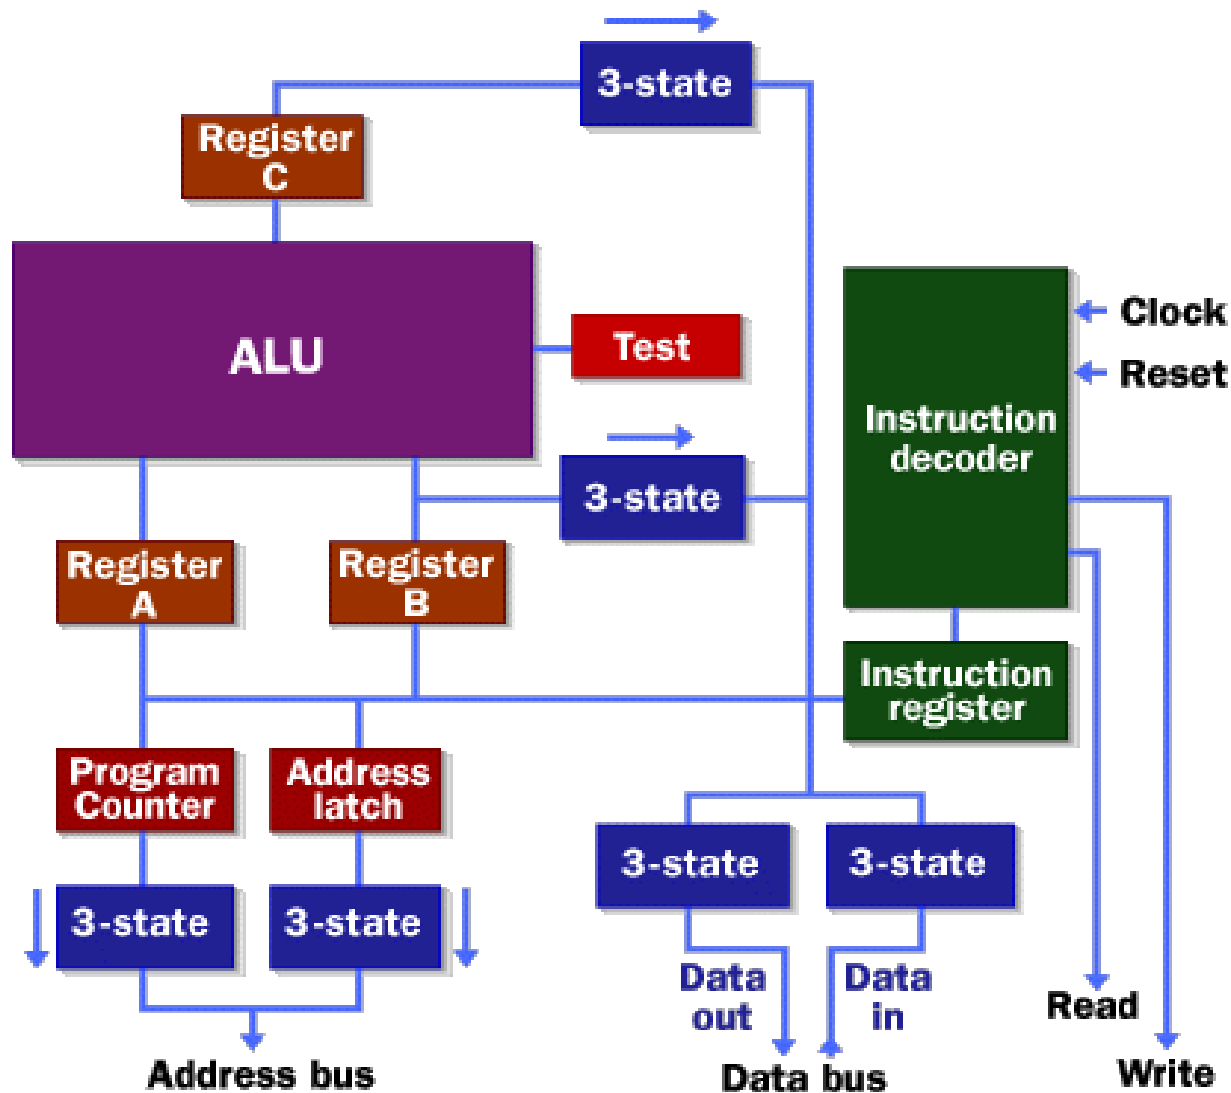 3-state
Register
C
ALU
Test
Clock
Reset
Instruction
decoder
3-state
Register
A
Register
B
Instruction
register
Program
Counter
Address
latch
3-state
3-state
3-state
3-state
Data
out
Data
in
Read
Address bus
Data bus
Write